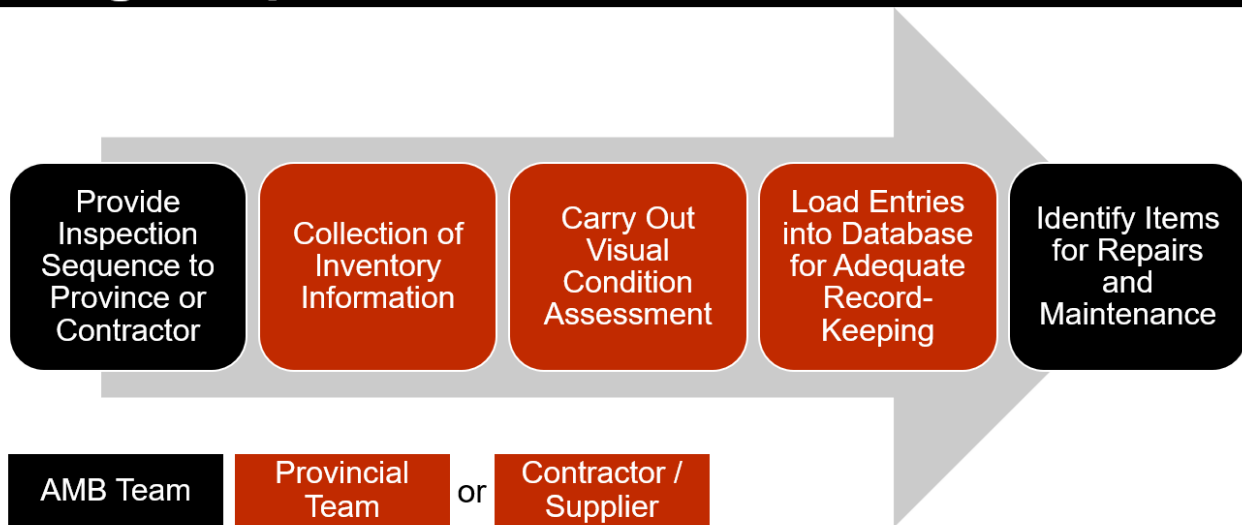 Provide
Inspection
Sequence to
Province or
Contractor
Collection of
Inventory
Information
Carry Out
Visual
Condition
Assessment
Load Entries
into Database
for Adequate
Record-
Keeping
Identify Items
for Repairs
and
Maintenance
AMB Team
Provincial
Team
or
Contractor /
Supplier